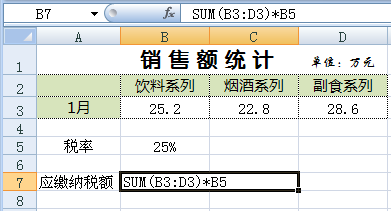 B7 fx SUM(B3:D3)*B5
A B C D
1 销售额统计 单位：万元
2 饮料系列 烟酒系列 副食系列
3 1月 25.2 22.8 28.6
4
5 税率 25%
6
7 应缴纳税额 SUM(B3:D3)*B5